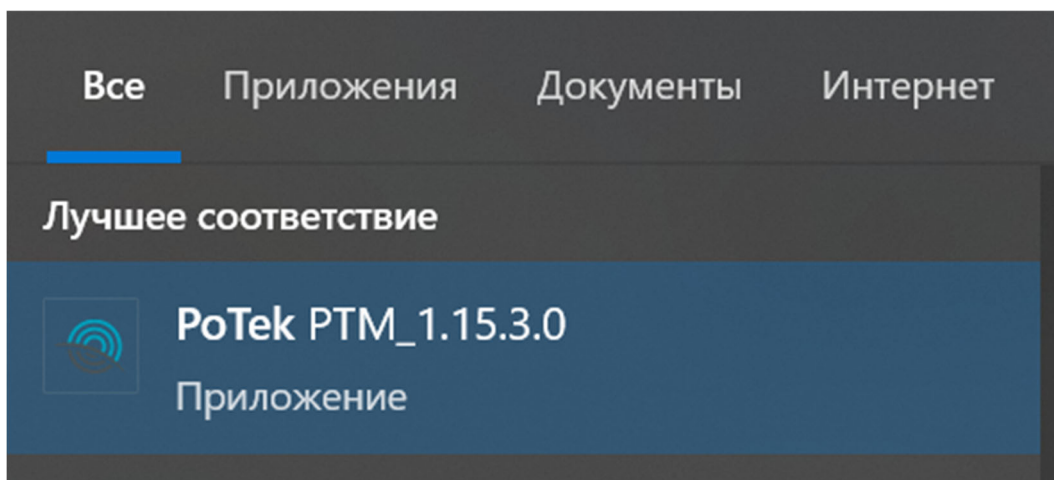 Все Приложения Документы Интернет
Лучшее соответствие
PoTek PTM_1.15.3.0
Приложение